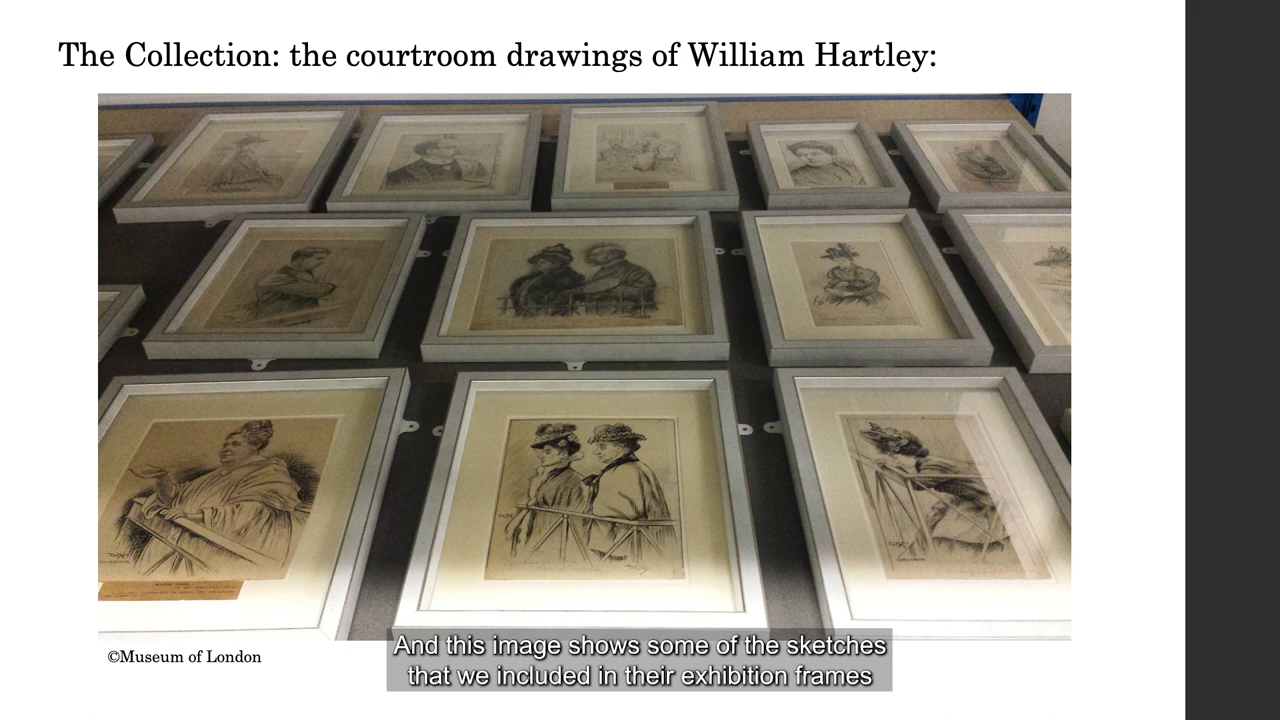 The Collection: the courtroom drawings of William Hartley:
©Museum of London
And this image shows some of the sketches
that we included in their exhibition frames